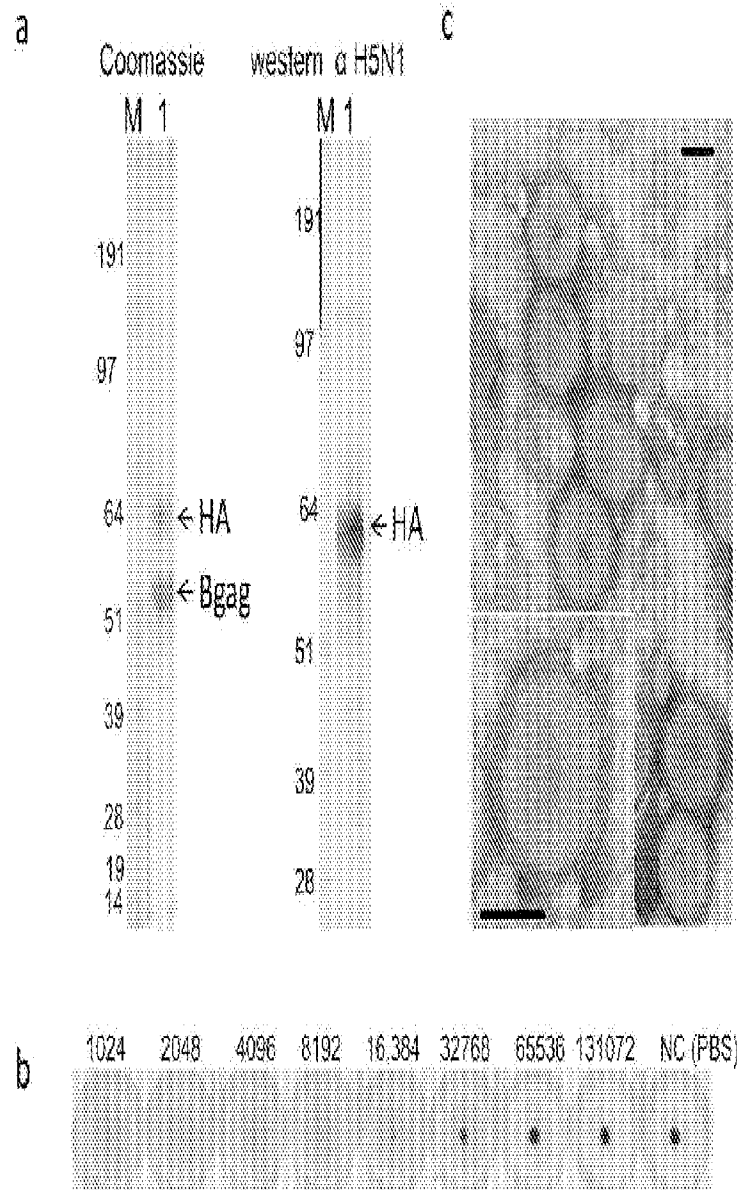 a
c
Coomassie
western α H5N1
M 1
M 1
191
97
64
←HA
←Bgag
51
39
28
19
14
191
97
64
←HA
51
39
28
b
1024 2048 4096 8192 16,384 32768 65536 131072 NC (PBS)